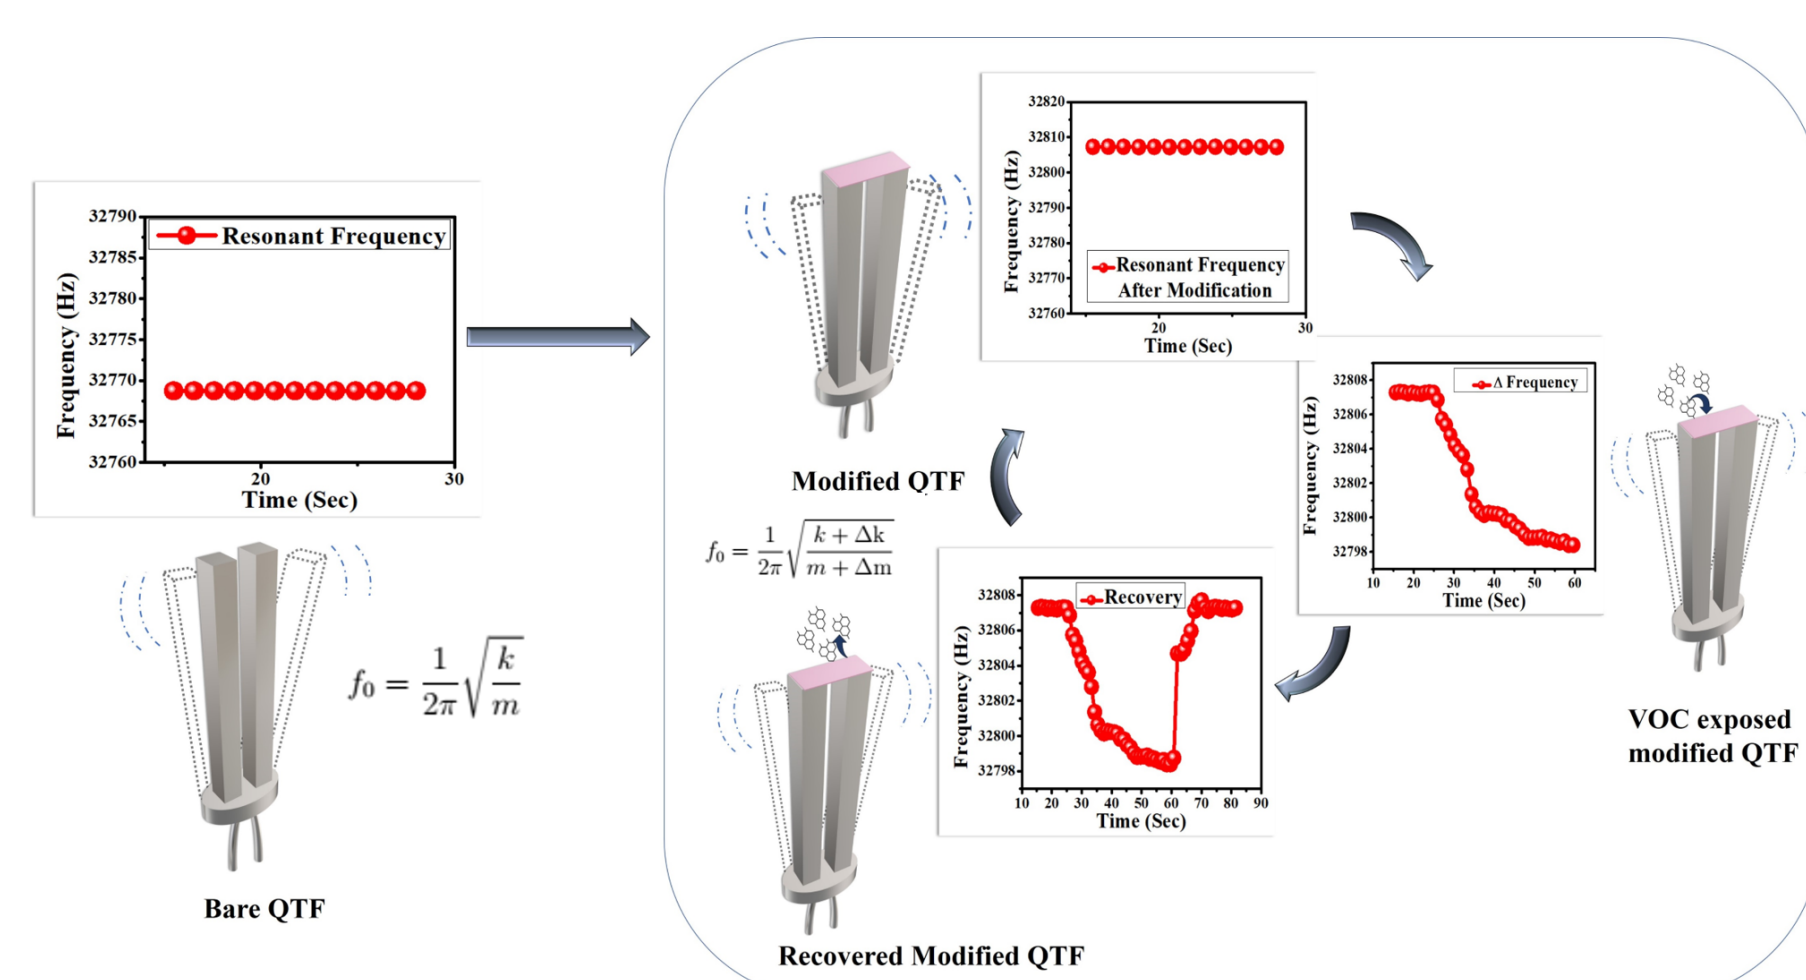 32790
32785
32780
32775
32770
32765
32760
Frequency (Hz)
Resonant Frequency
20
30
Time (Sec)
f₀ = 1/2π √(k/m)
Bare QTF
32820
32810
32800
32790
32780
32770
32760
Frequency (Hz)
Resonant Frequency
After Modification
20
30
Time (Sec)
Modified QTF
f₀ = 1/2π √((k + Δk)/(m + Δm))
32808
32806
32804
32802
32800
32798
Frequency (Hz)
Δ Frequency
10 20 30 40 50 60
Time (Sec)
VOC exposed
modified QTF
32808
32806
32804
32802
32800
32798
Frequency (Hz)
Recovery
10 20 30 40 50 60 70 80 90
Time (Sec)
Recovered Modified QTF